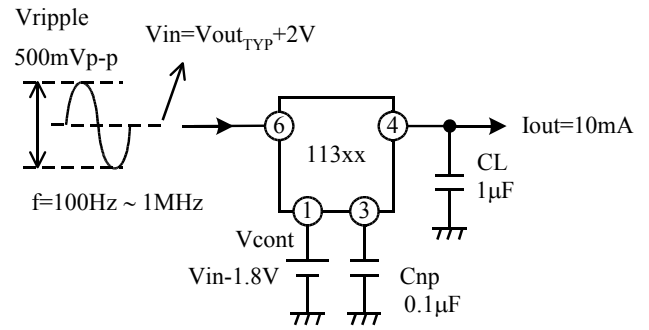 Vripple
500mVp-p
Vin=Vout_TYP+2V
f=100Hz ~ 1MHz
6
4
113xx
1
3
Iout=10mA
CL
1μF
Vcont
Vin-1.8V
Cnp
0.1μF